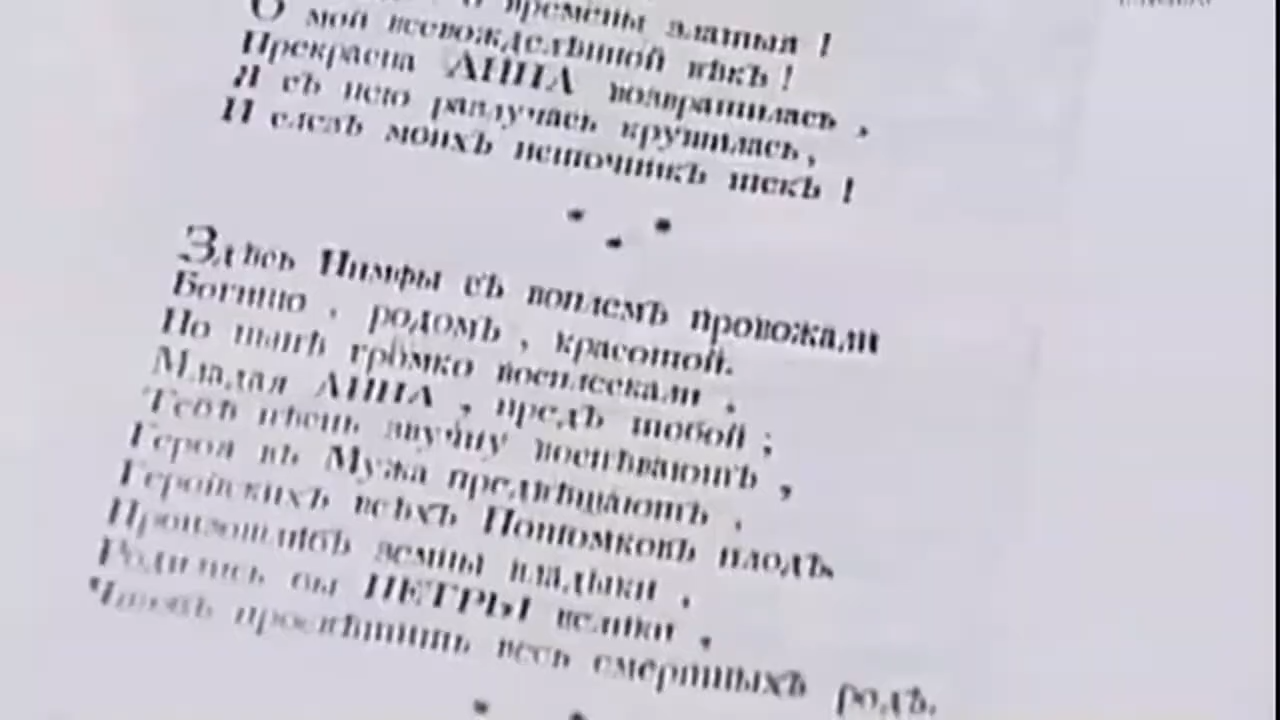 времены златыя !
О мой всевожделѣнной вѣкъ !
Прекрасна АННА возвратилась ,
Я съ нею разлучась крушилась,
И слезъ моихъ источникъ текъ !
Здѣсь Нимфы съ воплемъ провожали
Богиню , родомъ , красотой.
Но нынѣ громко восплескали ,
Младая АННА , предъ тобой ;
Тебѣ пѣснь звучну воспѣваютъ ,
Героя въ Мужа предвѣщаютъ ,
Геройскихъ всѣхъ Потомковъ плодъ.
Произошлибъ земны владыки ,
Родились бы ПЕТРЫ велики ,
Чтобъ просвѣтить весь смертныхъ родъ.